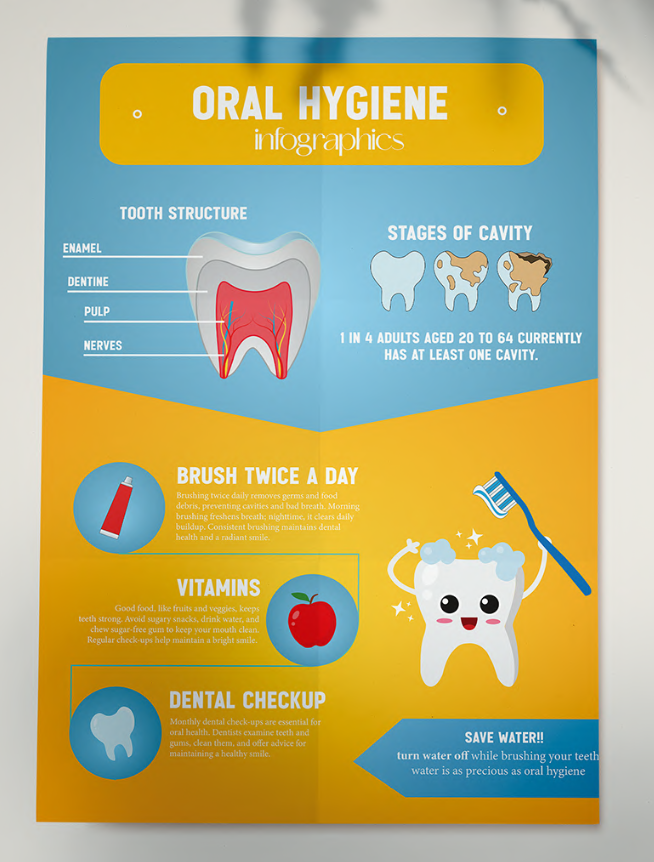 ORAL HYGIENE
infographics
TOOTH STRUCTURE
ENAMEL
DENTINE
PULP
NERVES
STAGES OF CAVITY
1 IN 4 ADULTS AGED 20 TO 64 CURRENTLY
HAS AT LEAST ONE CAVITY.
BRUSH TWICE A DAY
Brushing twice daily removes germs and food
debris, preventing cavities and bad breath. Morning
brushing freshens breath; nighttime, it clears daily
buildup. Consistent brushing maintains dental
health and a radiant smile.
VITAMINS
Good food, like fruits and veggies, keeps
teeth strong. Avoid sugary snacks, drink water, and
chew sugar-free gum to keep your mouth clean.
Regular check-ups help maintain a bright smile.
DENTAL CHECKUP
Monthly dental check-ups are essential for
oral health. Dentists examine teeth and
gums, clean them, and offer advice for
maintaining a healthy smile.
SAVE WATER!!
turn water off while brushing your teeth
water is as precious as oral hygiene